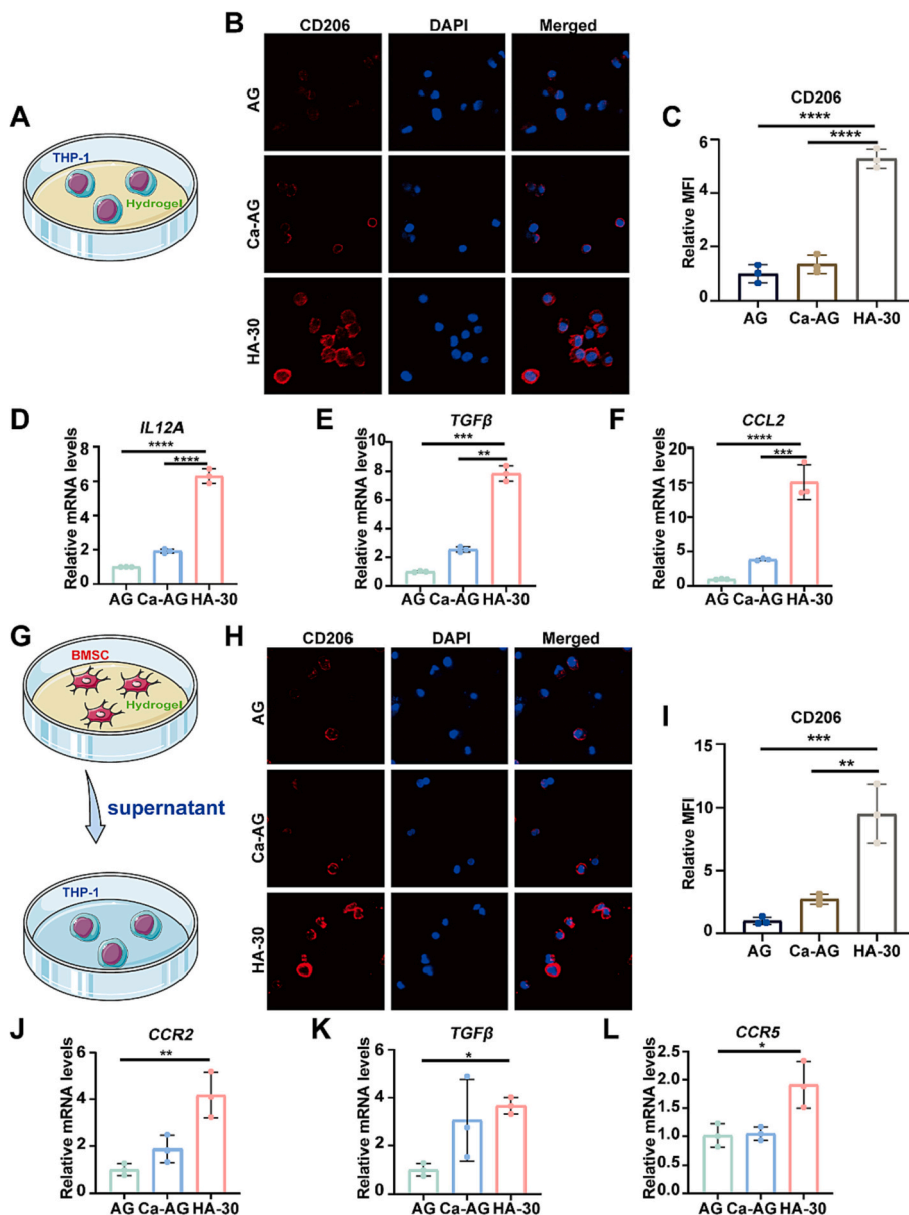 A
THP-1
Hydrogel
B
CD206 DAPI Merged
AG
Ca-AG
HA-30
C
CD206
****
****
Relative MFI
6
4
2
0
AG Ca-AG HA-30
D
IL12A
****
****
Relative mRNA levels
8
6
4
2
0
AG Ca-AG HA-30
E
TGFβ
***
**
Relative mRNA levels
10
8
6
4
2
0
AG Ca-AG HA-30
F
CCL2
****
***
Relative mRNA levels
20
15
10
5
0
AG Ca-AG HA-30
G
BMSC
Hydrogel
supernatant
THP-1
H
CD206 DAPI Merged
AG
Ca-AG
HA-30
I
CD206
***
**
Relative MFI
15
10
5
0
AG Ca-AG HA-30
J
CCR2
**
Relative mRNA levels
6
4
2
0
AG Ca-AG HA-30
K
TGFβ
*
Relative mRNA levels
6
4
2
0
AG Ca-AG HA-30
L
CCR5
*
Relative mRNA levels
2.5
2.0
1.5
1.0
0.5
0
AG Ca-AG HA-30